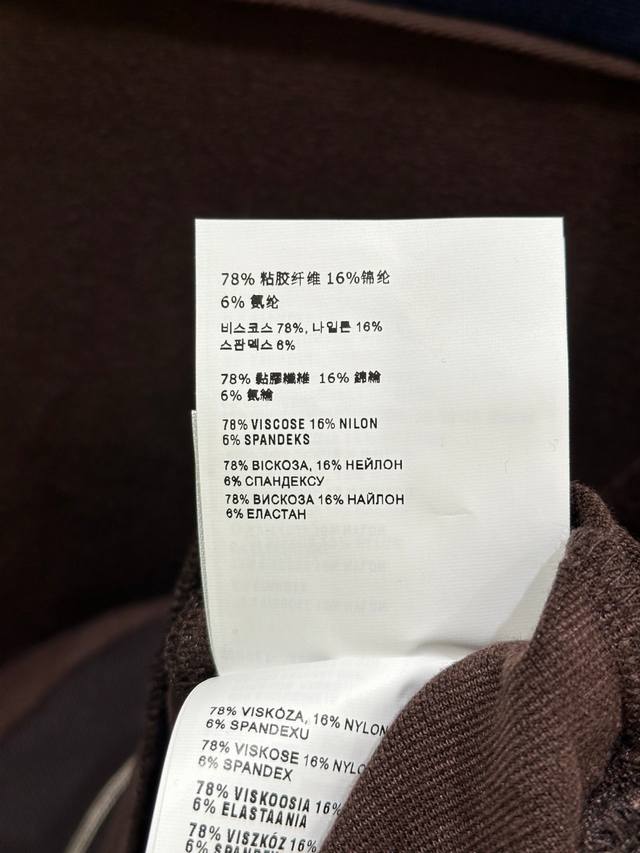 78% 粘胶纤维 16%锦纶
6% 氨纶
비스코스 78%, 나일론 16%
스판덱스 6%
78% 黏膠纖維 16% 錦綸
6% 氨綸
78% VISCOSE 16% NILON
6% SPANDEKS
78% ВІСКОЗА, 16% НЕЙЛОН
6% СПАНДЕКСУ
78% ВИСКОЗА 16% НАЙЛОН
6% ЕЛАСТАН
78% VISKÓZA, 16% NYLON
6% SPANDEXU
78% VISKOSE 16%
6% SPANDEX
78% VISKOOSIA 16%
6% ELASTAANIA
78% VISZKÓZ 16%
6%